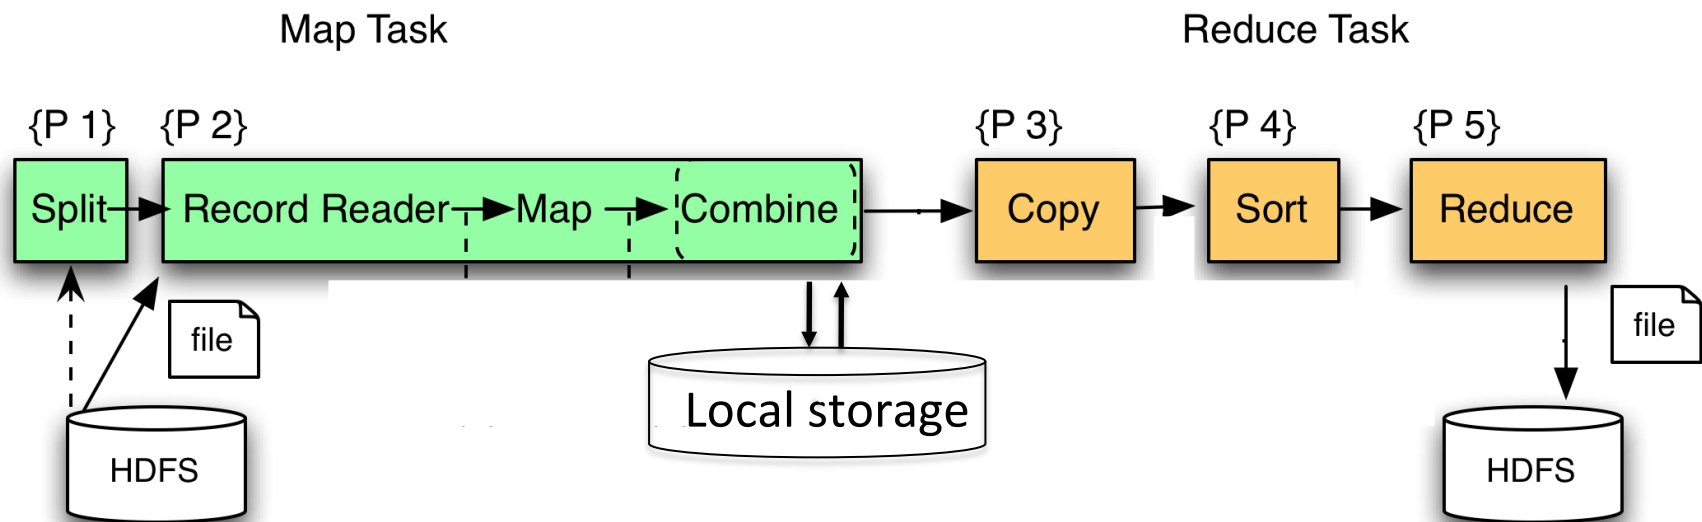 Map Task
Reduce Task
{P 1}
{P 2}
{P 3}
{P 4}
{P 5}
Split
Record Reader
Map
Combine
Copy
Sort
Reduce
file
file
Local storage
HDFS
HDFS